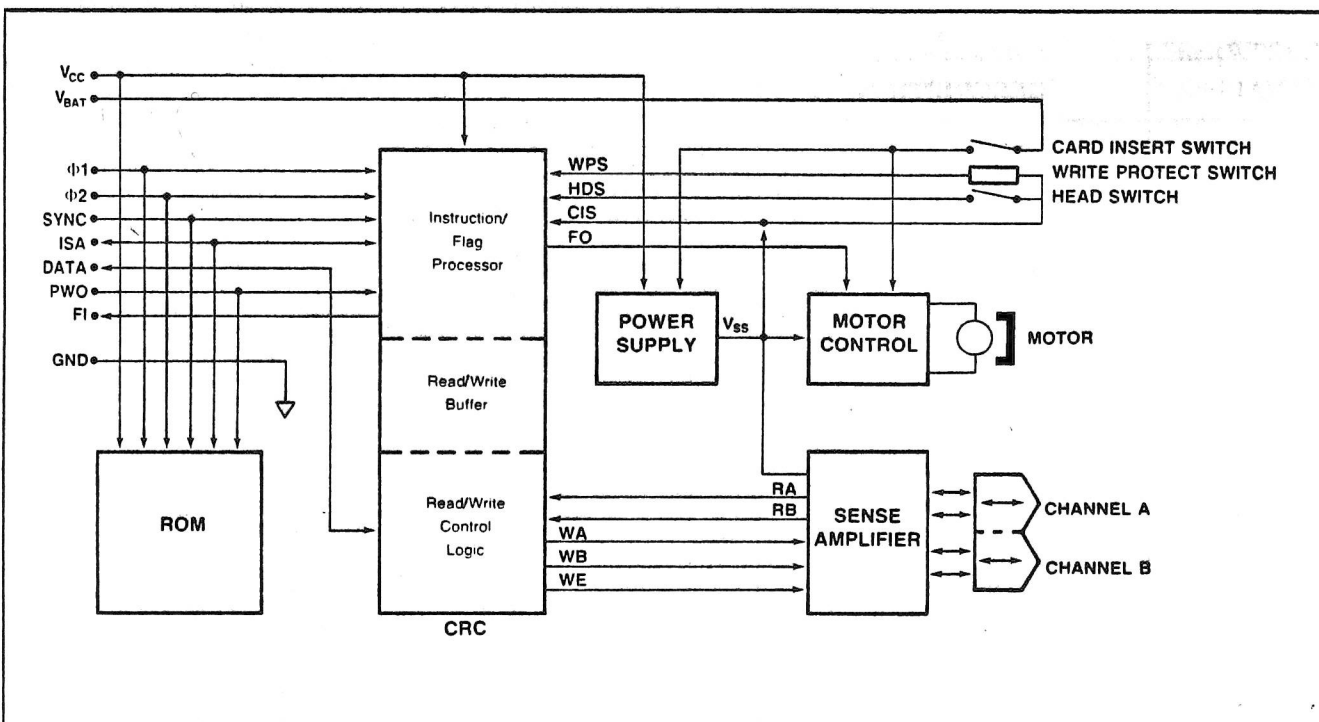 VCC
VBAT
Φ1
Φ2
SYNC
ISA
DATA
PWO
FI
GND
ROM
Instruction/
Flag
Processor
Read/Write
Buffer
Read/Write
Control
Logic
CRC
WPS
HDS
CIS
FO
CARD INSERT SWITCH
WRITE PROTECT SWITCH
HEAD SWITCH
POWER
SUPPLY
VSS
MOTOR
CONTROL
MOTOR
RA
RB
WA
WB
WE
SENSE
AMPLIFIER
CHANNEL A
CHANNEL B